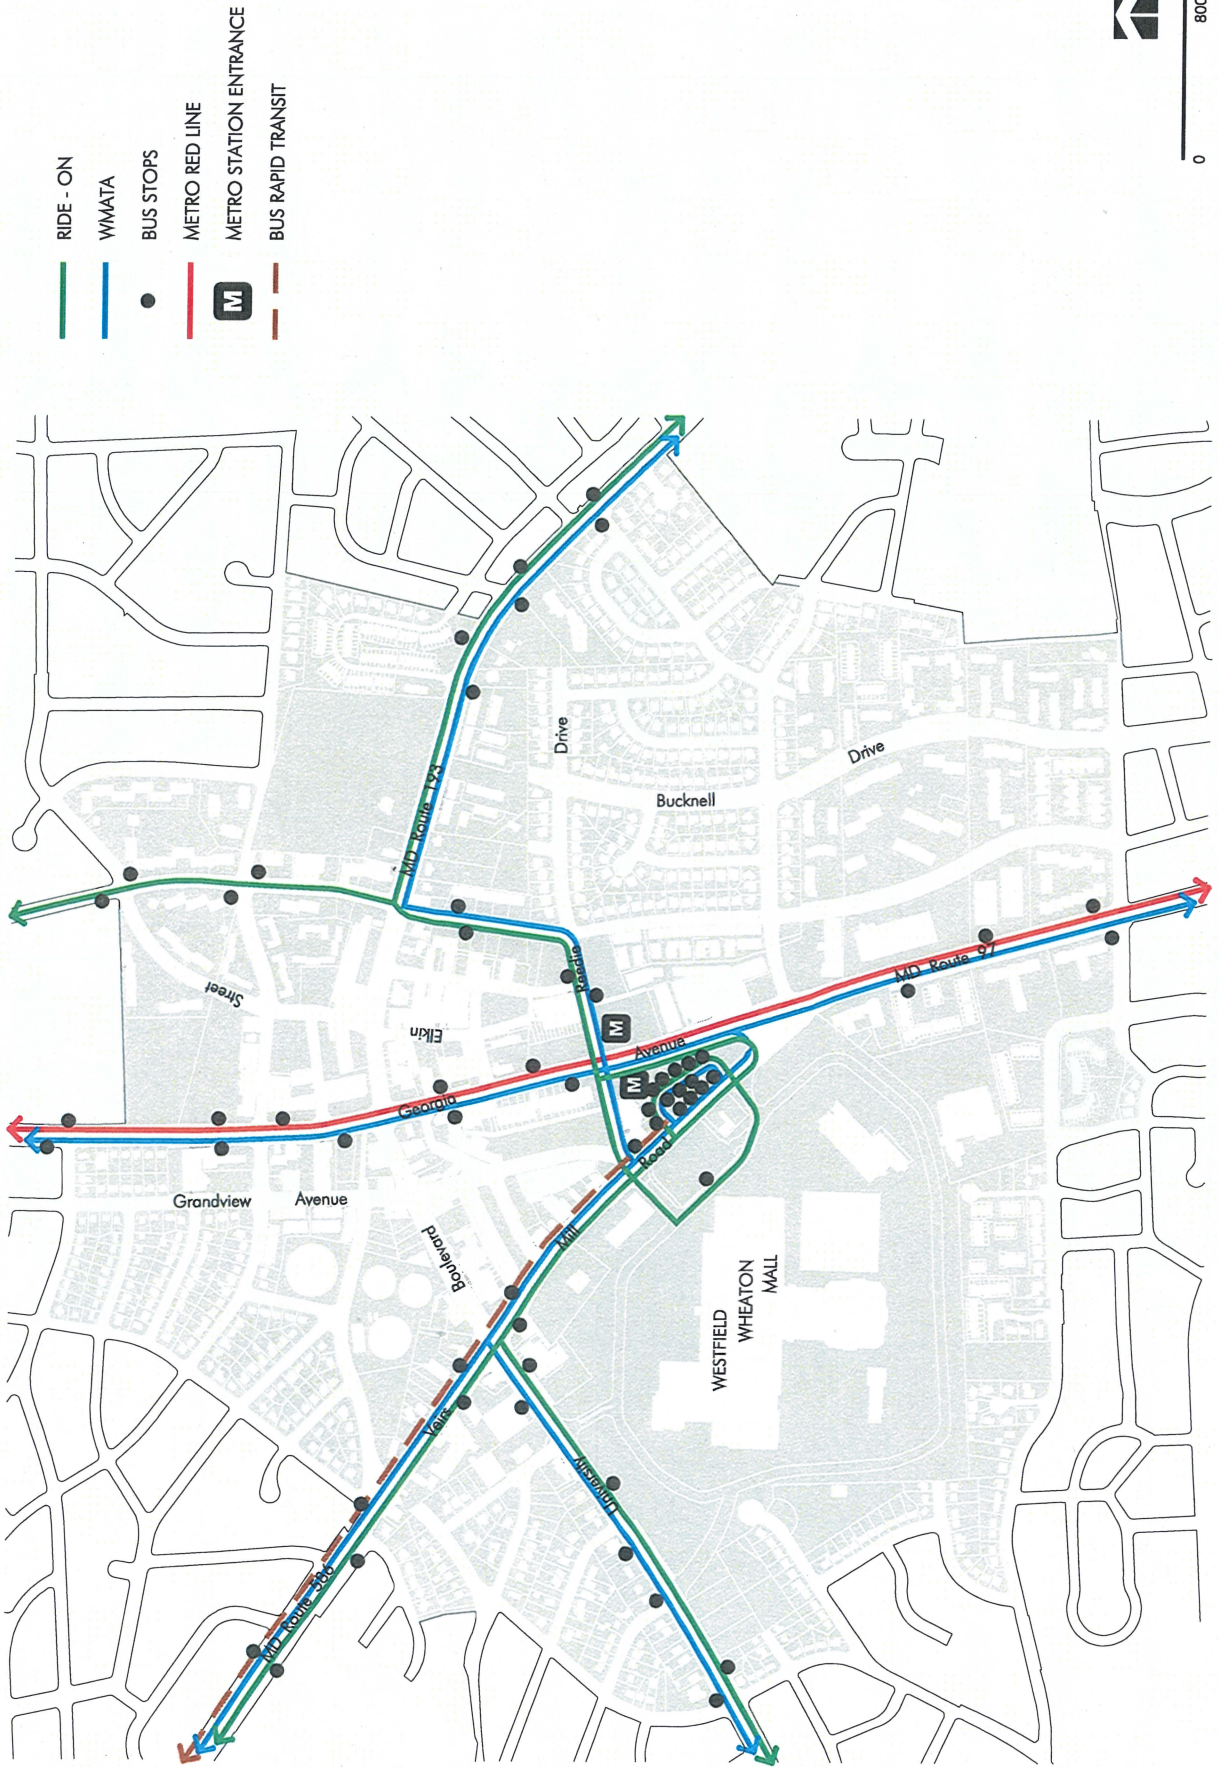 RIDE - ON
WMATA
BUS STOPS
METRO RED LINE
M
METRO STATION ENTRANCE
BUS RAPID TRANSIT
0
800
MD Route 193
Drive
Bucknell
Drive
Street
Elkin
Reedie
M
M
Avenue
MD Route 97
Georgia
Grandview
Avenue
Boulevard
Road
Mill
Veirs
MD Route 586
University
WESTFIELD
WHEATON
MALL